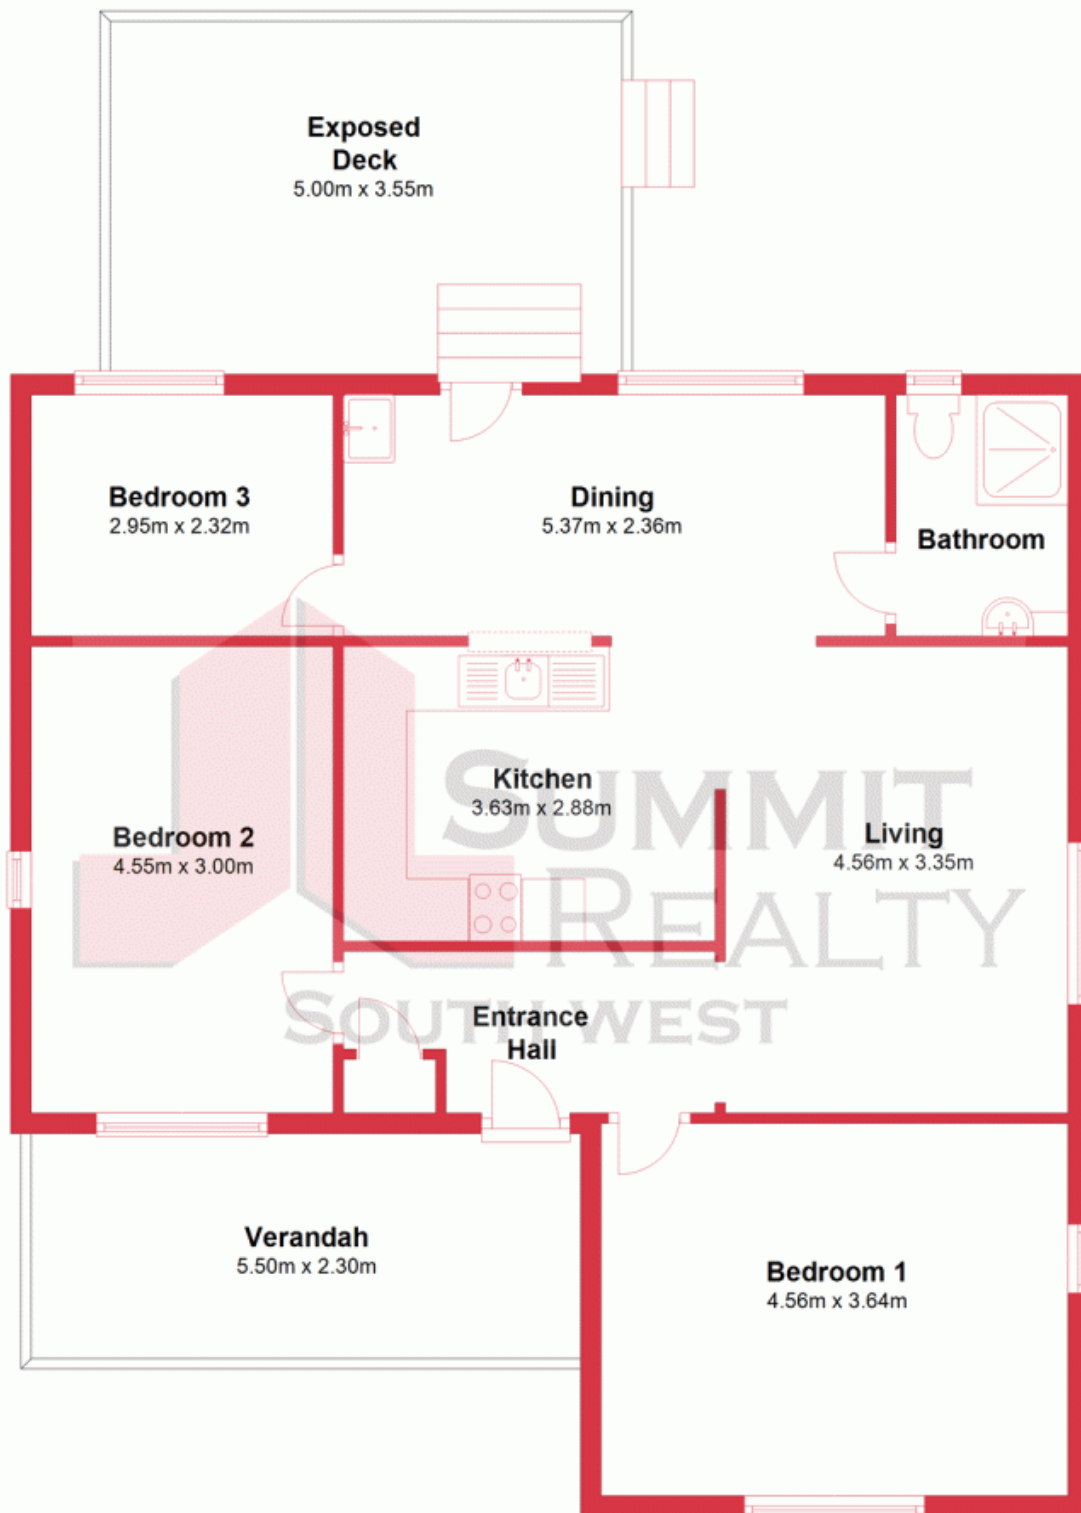 Exposed
Deck
5.00m x 3.55m
Bedroom 3
2.95m x 2.32m
Dining
5.37m x 2.36m
Bathroom
Kitchen
3.63m x 2.88m
Living
4.56m x 3.35m
Bedroom 2
4.55m x 3.00m
SUMMIT
REALTY
SOUTH WEST
Entrance
Hall
Verandah
5.50m x 2.30m
Bedroom 1
4.56m x 3.64m